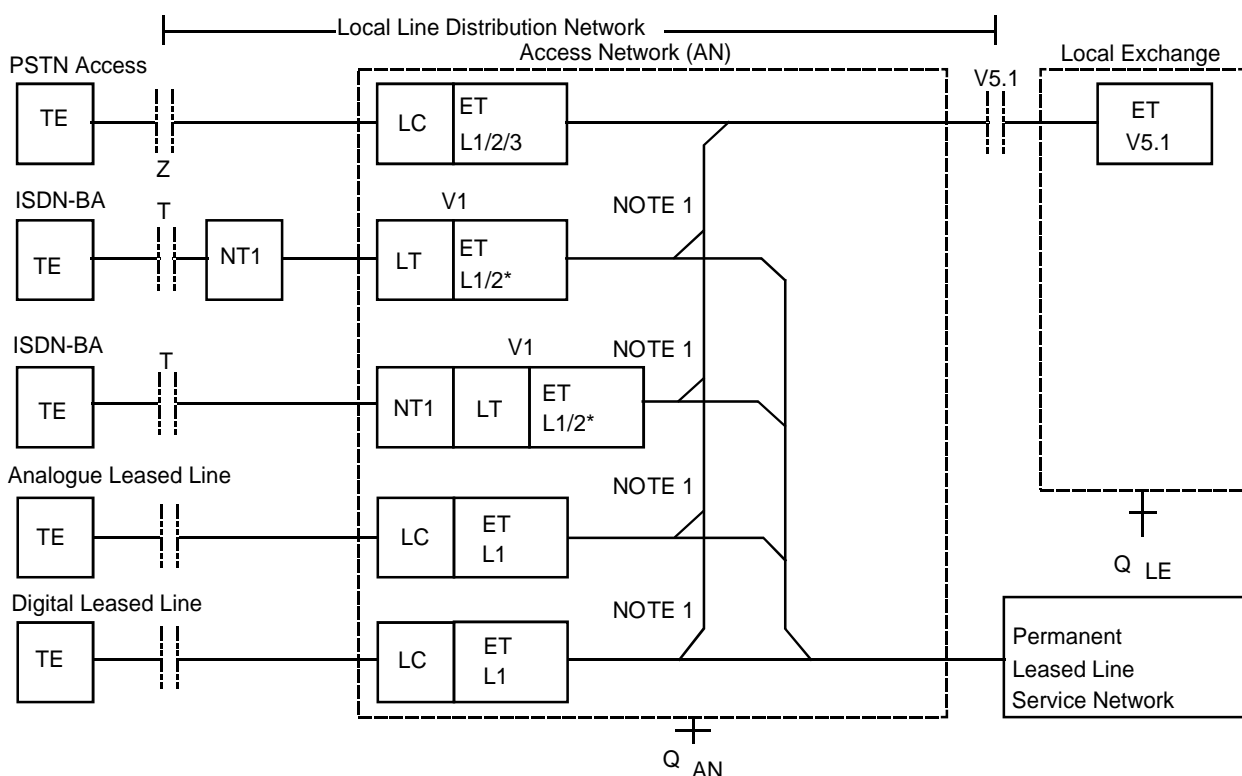 Local Line Distribution Network
Access Network (AN)
PSTN Access
V5.1
Local Exchange
TE
Z
LC
ET
L1/2/3
ET
V5.1
ISDN-BA
T
V1
NOTE 1
TE
NT1
LT
ET
L1/2*
ISDN-BA
T
V1
NOTE 1
TE
NT1
LT
ET
L1/2*
Analogue Leased Line
NOTE 1
TE
LC
ET
L1
Q LE
Digital Leased Line
NOTE 1
TE
LC
ET
L1
Permanent
Leased Line
Service Network
Q AN